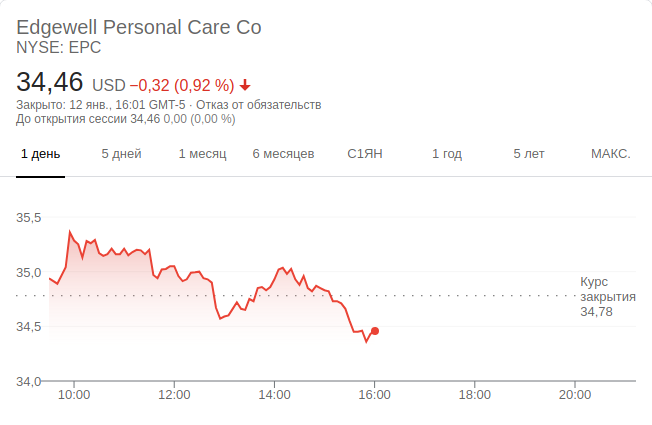 Edgewell Personal Care Co
NYSE: EPC
34,46 USD −0,32 (0,92 %)
Закрыто: 12 янв., 16:01 GMT-5 · Отказ от обязательств
До открытия сессии 34,46 0,00 (0,00 %)
1 день 5 дней 1 месяц 6 месяцев С1ЯН 1 год 5 лет МАКС.
35,5
35,0
Курс
закрытия
34,78
34,5
34,0
10:00 12:00 14:00 16:00 18:00 20:00